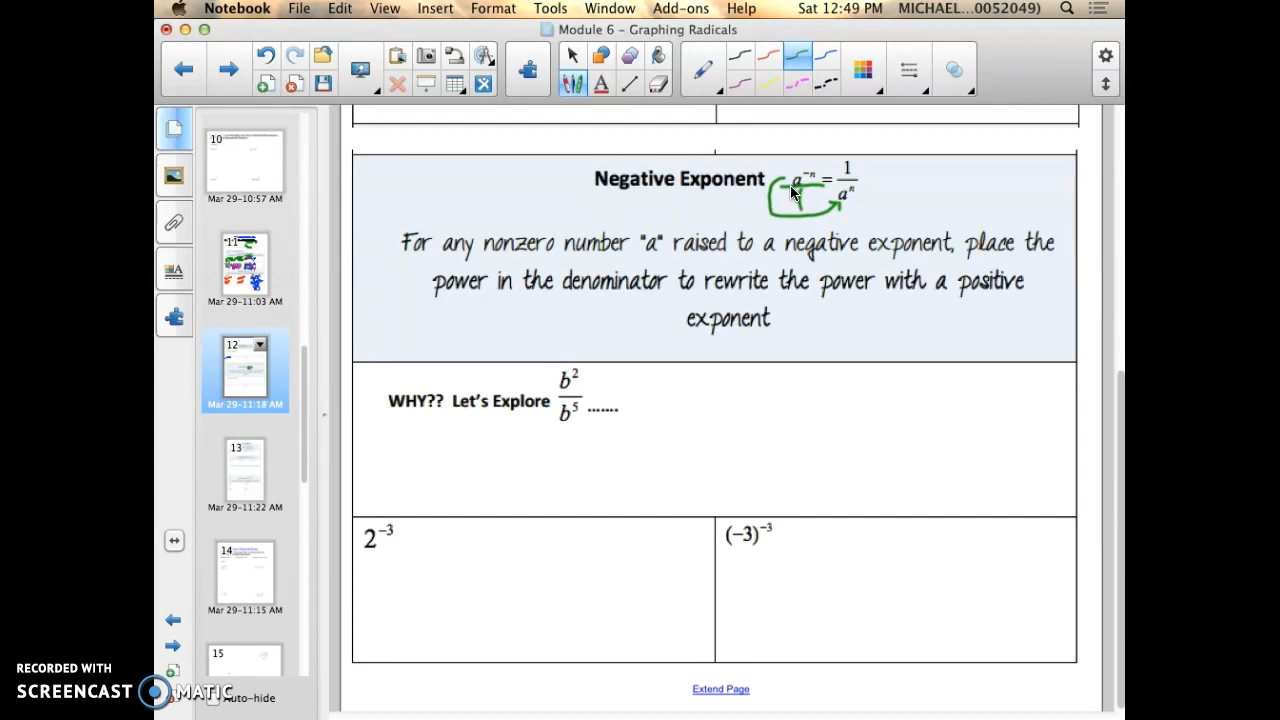 Notebook File Edit View Insert Format Tools Window Add-ons Help Sat 12:49 PM MICHAEL...0052049)
Module 6 - Graphing Radicals
10
Mar 29-10:57 AM
11
Mar 29-11:03 AM
12
Mar 29-11:18 AM
13
Mar 29-11:22 AM
14
Mar 29-11:15 AM
15
Auto-hide
Negative Exponent a⁻ⁿ = 1/aⁿ
For any nonzero number "a" raised to a negative exponent, place the
power in the denominator to rewrite the power with a positive
exponent
WHY?? Let's Explore b²/b⁵ .......
2⁻³
(−3)⁻³
Extend Page
RECORDED WITH
SCREENCAST MATIC